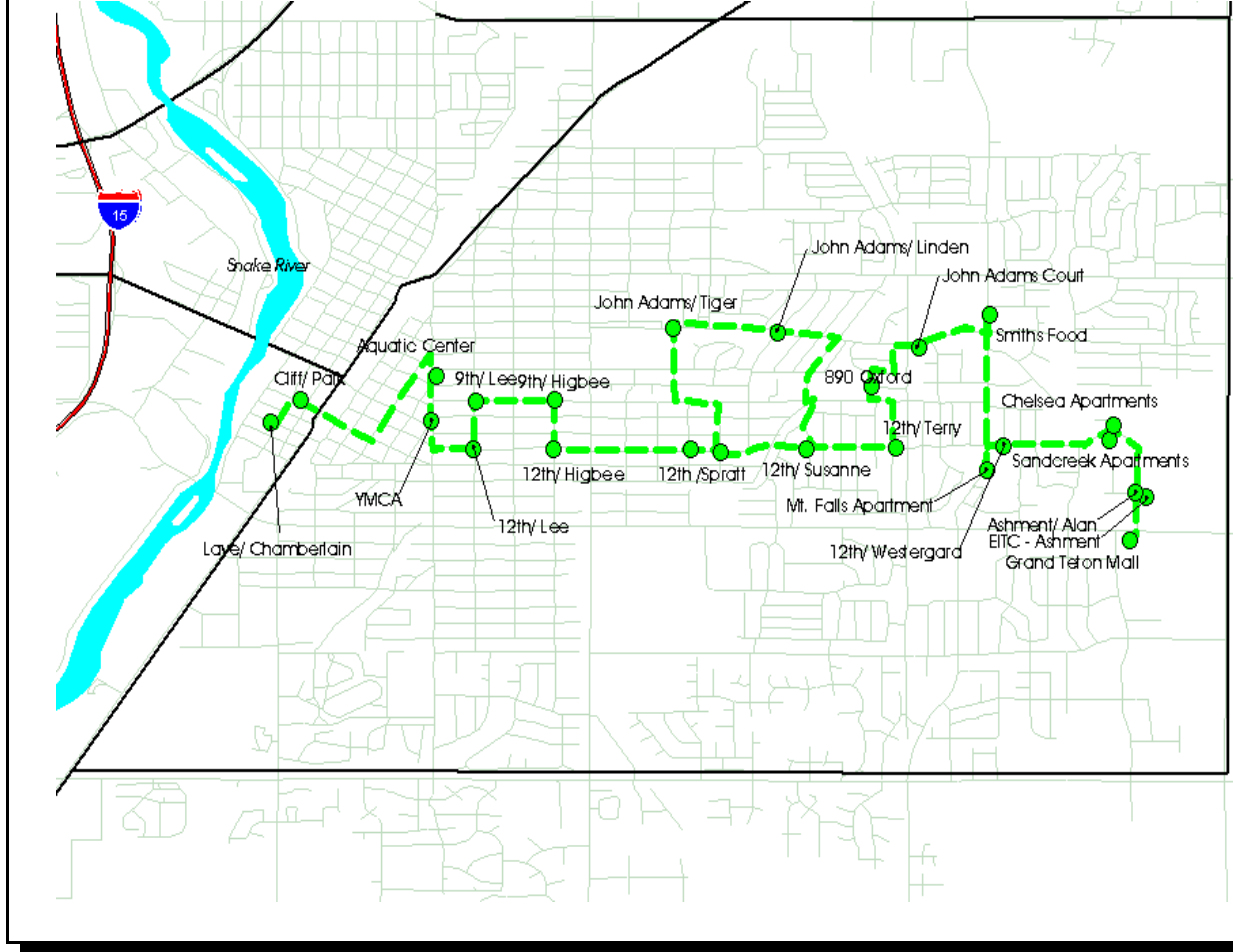 15
John Adams/ Linden
Snake River
John Adams Court
John Adams/ Tiger
Smiths Food
Aquatic Center
Cliff/ Park
9th/ Lee
9th/ Higbee
890 Oxford
Chelsea Apartments
12th/ Terry
12th/ Higbee
12th /Spratt
12th/ Susanne
Sandcreek Apartments
YMCA
Mt. Falls Apartment
12th/ Lee
Ashment/ Alan
EITC - Ashment
Laye/ Chamberlain
12th/ Westergard
Grand Teton Mall